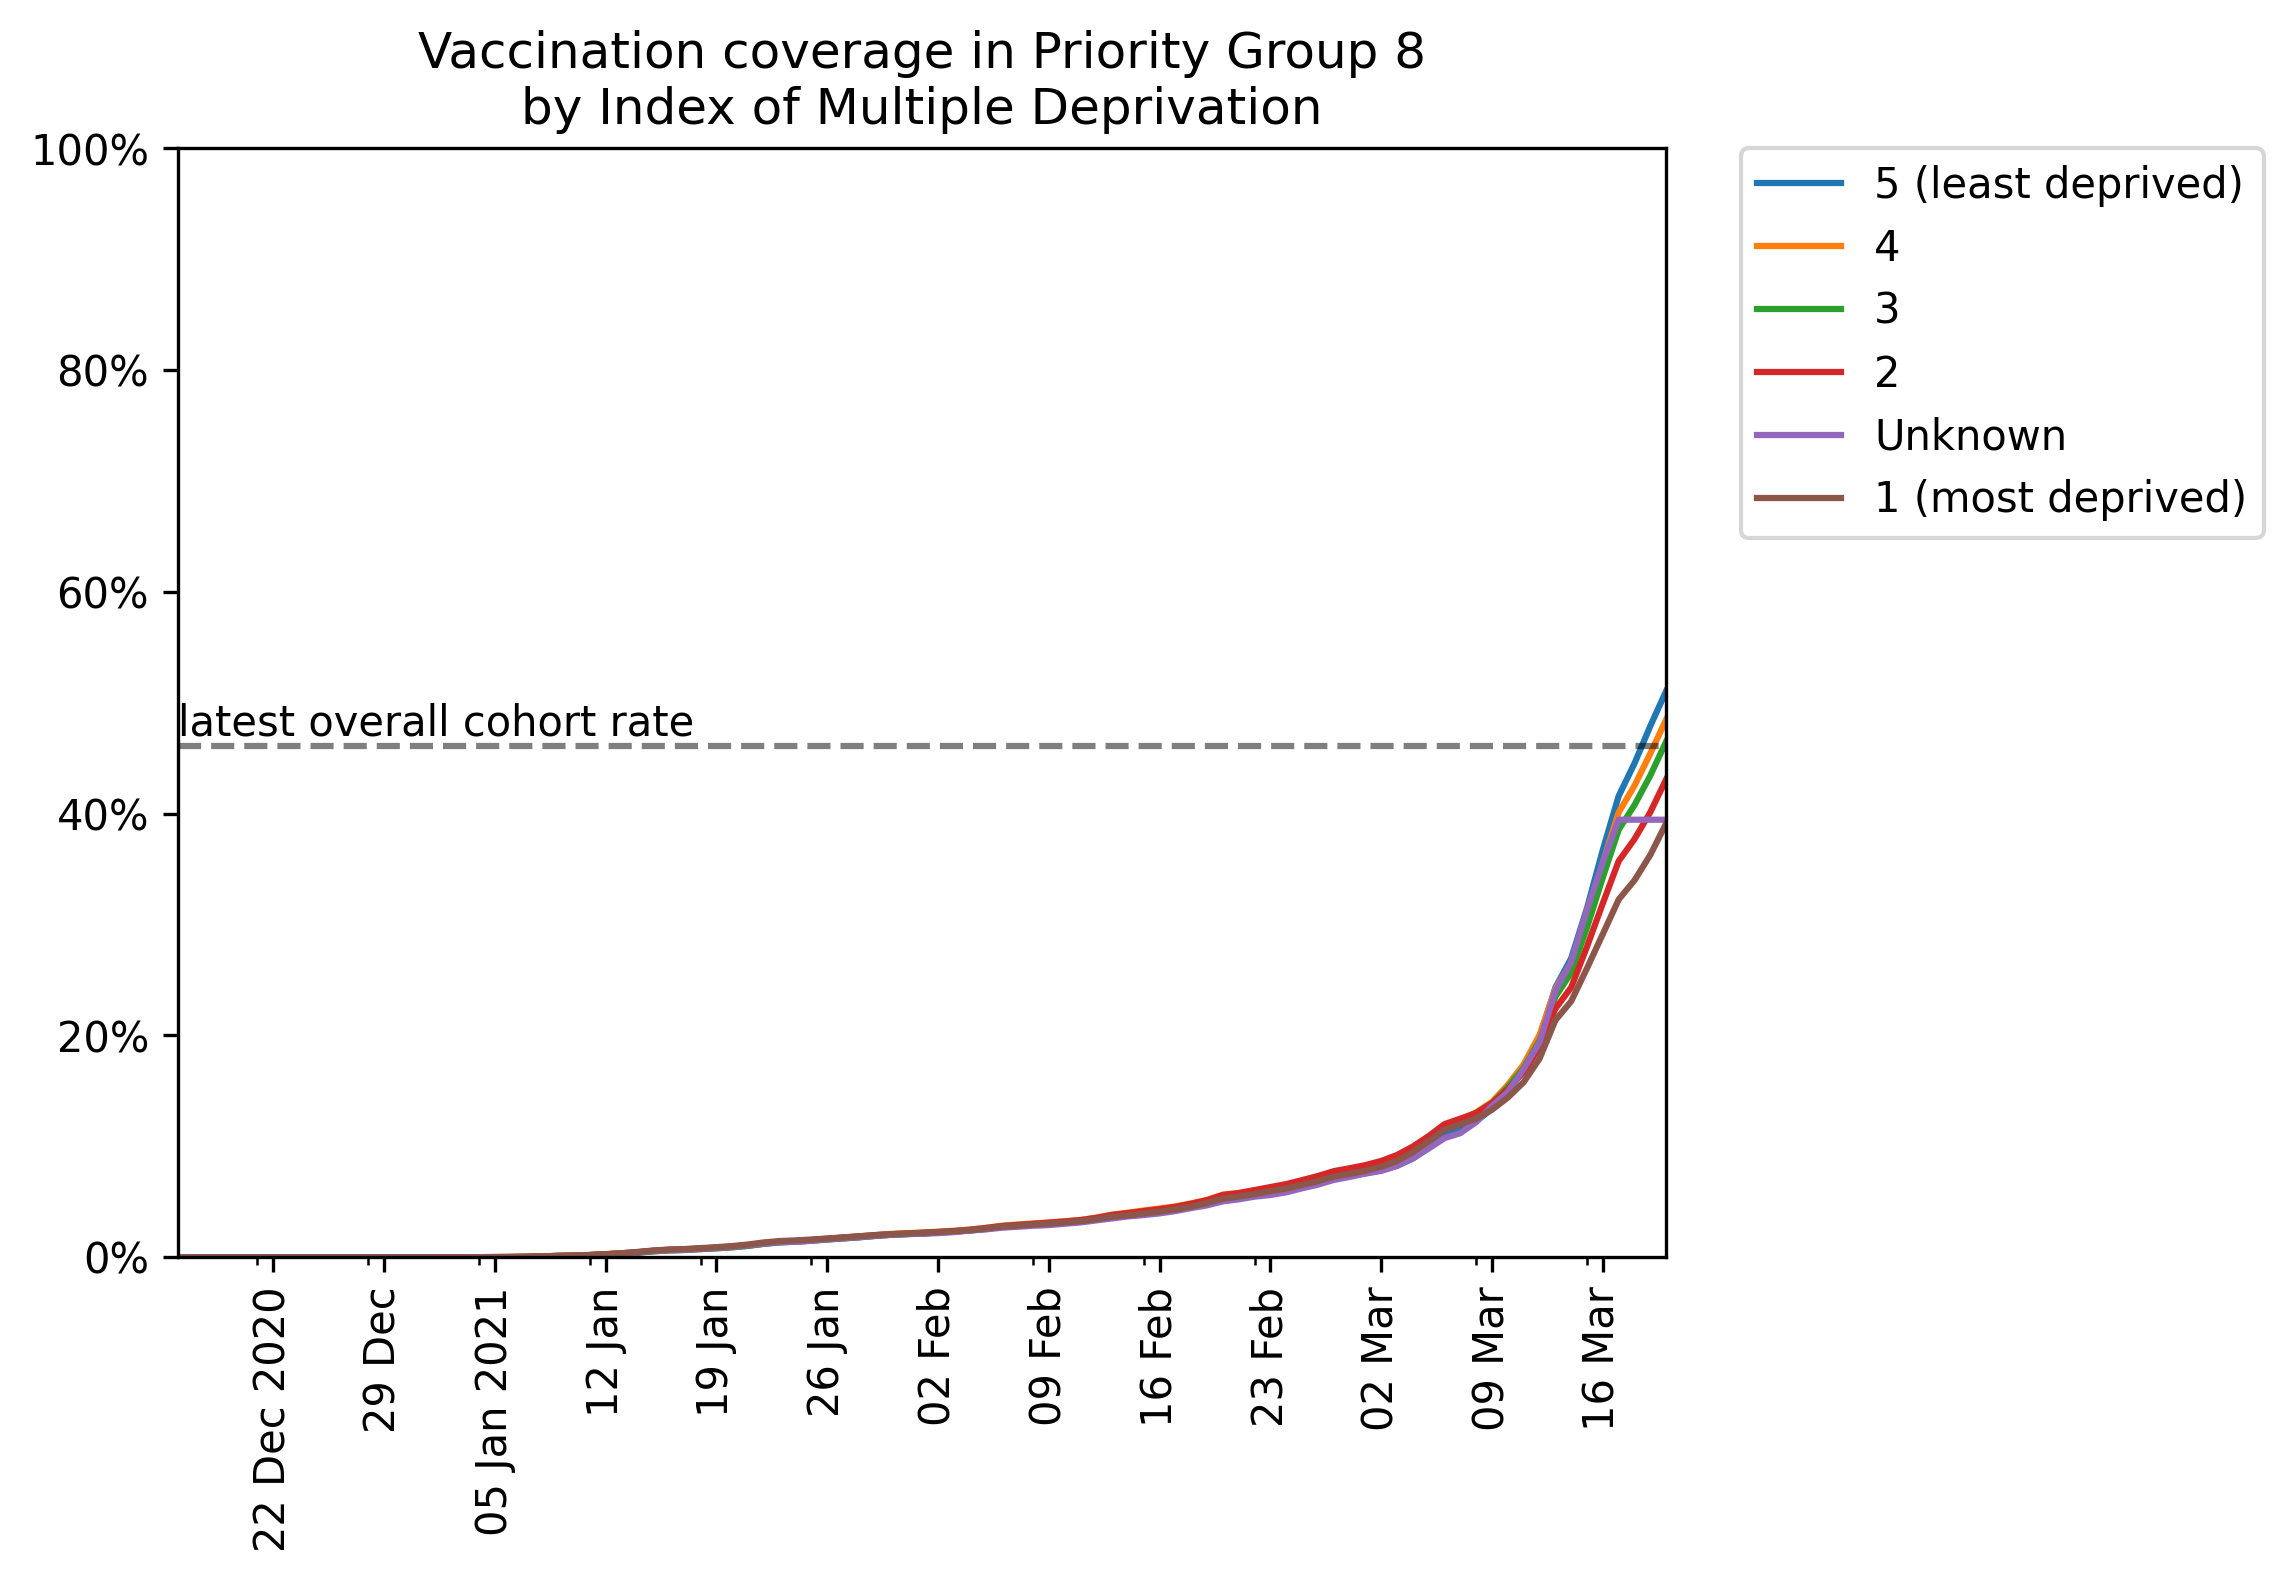 Vaccination coverage in Priority Group 8
by Index of Multiple Deprivation
100%
80%
60%
40%
20%
0%
latest overall cohort rate
22 Dec 2020
29 Dec
05 Jan 2021
12 Jan
19 Jan
26 Jan
02 Feb
09 Feb
16 Feb
23 Feb
02 Mar
09 Mar
16 Mar
5 (least deprived)
4
3
2
Unknown
1 (most deprived)